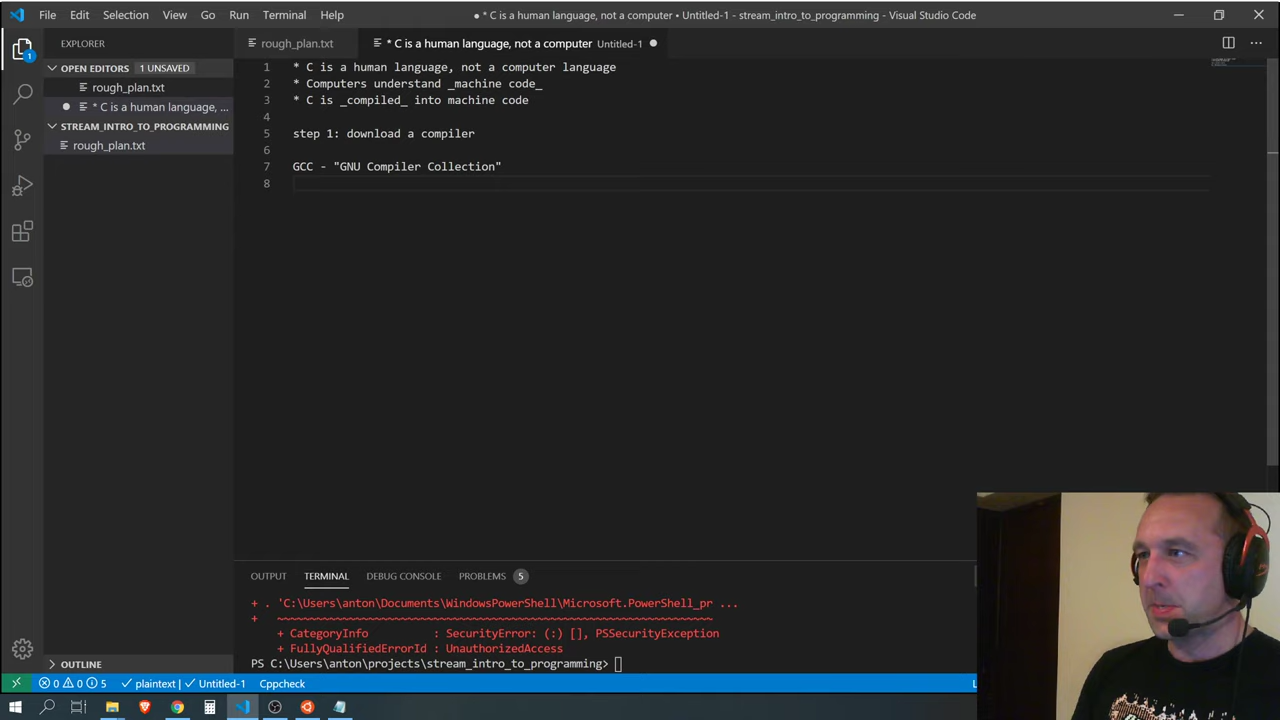 File Edit Selection View Go Run Terminal Help
● * C is a human language, not a computer • Untitled-1 - stream_intro_to_programming - Visual Studio Code
EXPLORER
rough_plan.txt
* C is a human language, not a computer Untitled-1
OPEN EDITORS 1 UNSAVED
rough_plan.txt
* C is a human language, ...
STREAM_INTRO_TO_PROGRAMMING
rough_plan.txt
1 * C is a human language, not a computer language
2 * Computers understand _machine code_
3 * C is _compiled_ into machine code
4
5 step 1: download a compiler
6
7 GCC - "GNU Compiler Collection"
8
1
OUTPUT TERMINAL DEBUG CONSOLE PROBLEMS 5
+ . 'C:\Users\anton\Documents\WindowsPowerShell\Microsoft.PowerShell_pr ...
+ ~~~~~~~~~~~~~~~~~~~~~~~~~~~~~~~~~~~~~~~~~~~~~~~~~~~~~~~~~~~~~~~~~
+ CategoryInfo : SecurityError: (:) [], PSSecurityException
+ FullyQualifiedErrorId : UnauthorizedAccess
PS C:\Users\anton\projects\stream_intro_to_programming>
OUTLINE
0 0 5 plaintext | Untitled-1 Cppcheck